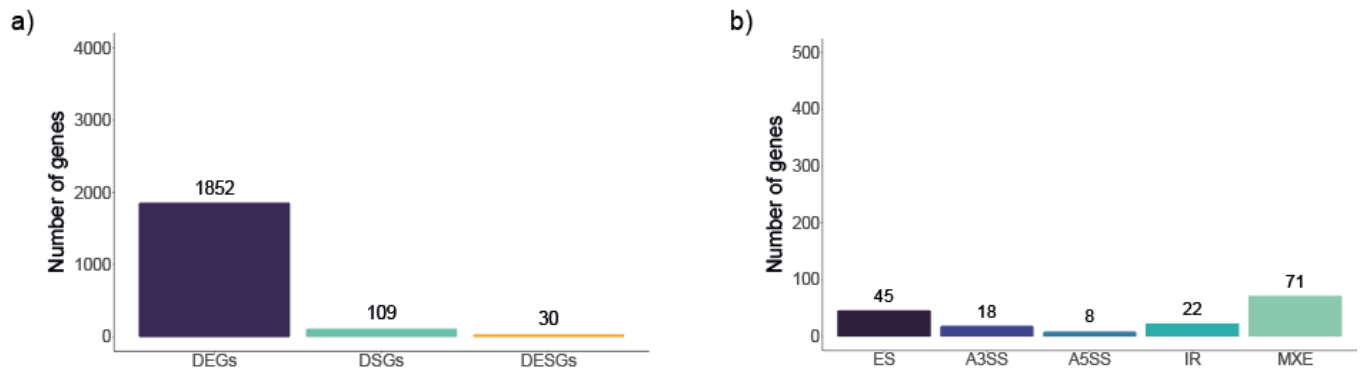 a)
Number of genes
4000
3000
2000
1000
0
1852
109
30
DEGs
DSGs
DESGs
b)
Number of genes
500
400
300
200
100
0
45
18
8
22
71
ES
A3SS
A5SS
IR
MXE